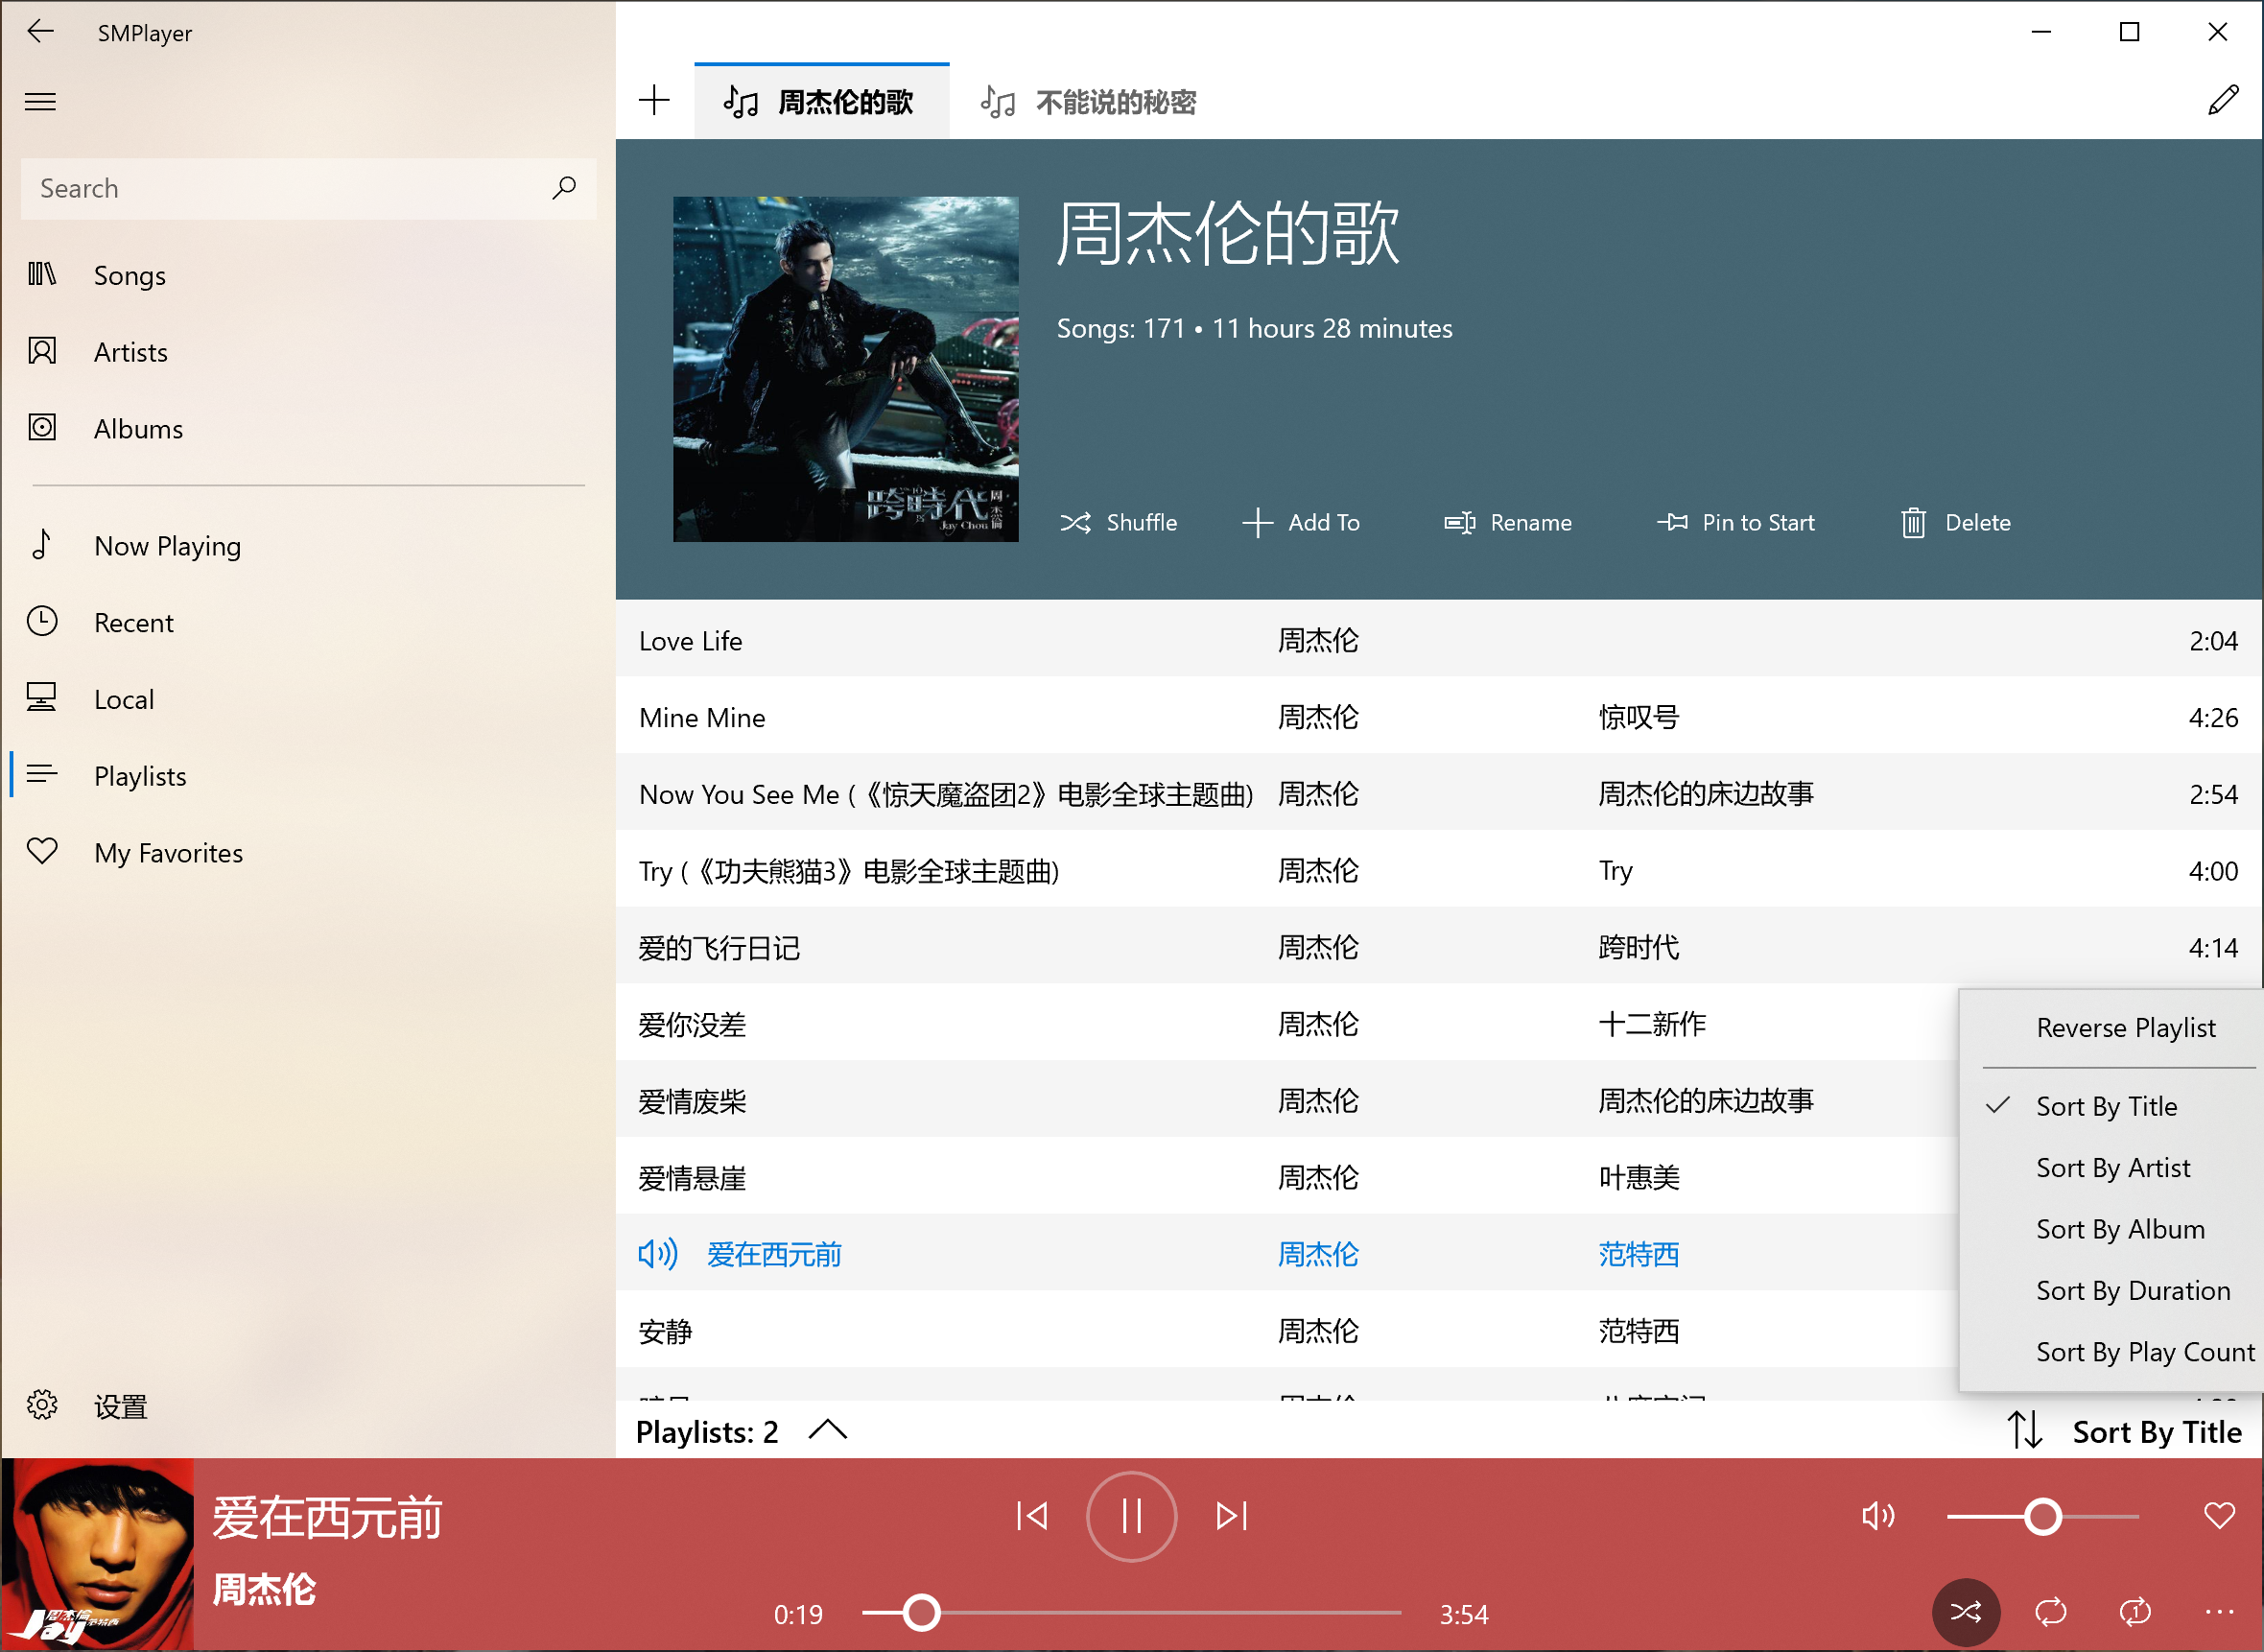 SMPlayer
周杰伦的歌
不能说的秘密
Search
Songs
Artists
Albums
Now Playing
Recent
Local
Playlists
My Favorites
设置
跨時代
周杰倫
Jay Chou
周杰伦的歌
Songs: 171 • 11 hours 28 minutes
Shuffle Add To Rename Pin to Start Delete
Love Life 周杰伦 2:04
Mine Mine 周杰伦 惊叹号 4:26
Now You See Me (《惊天魔盗团2》电影全球主题曲) 周杰伦 周杰伦的床边故事 2:54
Try (《功夫熊猫3》电影全球主题曲) 周杰伦 Try 4:00
爱的飞行日记 周杰伦 跨时代 4:14
爱你没差 周杰伦 十二新作
爱情废柴 周杰伦 周杰伦的床边故事
爱情悬崖 周杰伦 叶惠美
爱在西元前 周杰伦 范特西
安静 周杰伦 范特西
Reverse Playlist
Sort By Title
Sort By Artist
Sort By Album
Sort By Duration
Sort By Play Count
Playlists: 2
Sort By Title
周杰倫
Jay
爱在西元前
周杰伦
0:19
3:54